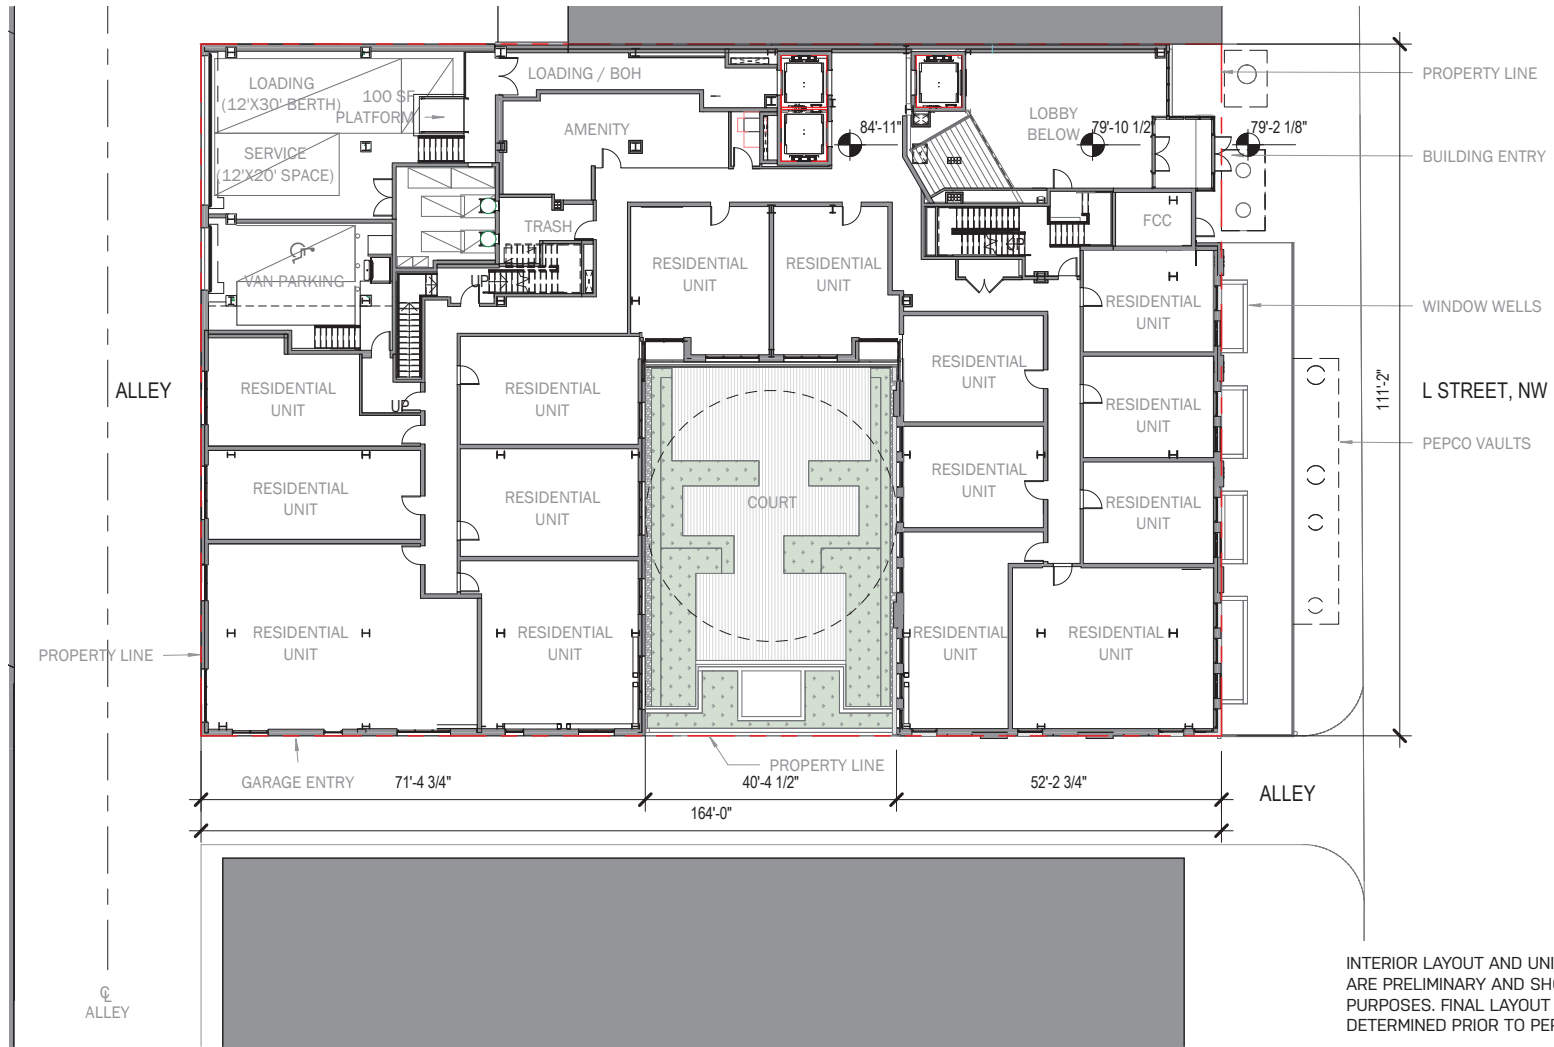 LOADING
(12'X30' BERTH)
100 SF
PLATFORM
LOADING / BOH
AMENITY
84'-11"
LOBBY
BELOW
79'-10 1/2"
79'-2 1/8"
PROPERTY LINE
BUILDING ENTRY
SERVICE
(12'X20' SPACE)
TRASH
FCC
UP
VAN PARKING
UP
RESIDENTIAL
UNIT
RESIDENTIAL
UNIT
RESIDENTIAL
UNIT
WINDOW WELLS
ALLEY
RESIDENTIAL
UNIT
UP
RESIDENTIAL
UNIT
RESIDENTIAL
UNIT
RESIDENTIAL
UNIT
111'-2"
L STREET, NW
PEPCO VAULTS
RESIDENTIAL
UNIT
RESIDENTIAL
UNIT
COURT
RESIDENTIAL
UNIT
RESIDENTIAL
UNIT
PROPERTY LINE
RESIDENTIAL
UNIT
RESIDENTIAL
UNIT
RESIDENTIAL
UNIT
RESIDENTIAL
UNIT
GARAGE ENTRY
71'-4 3/4"
PROPERTY LINE
40'-4 1/2"
52'-2 3/4"
ALLEY
164'-0"
℄
ALLEY
INTERIOR LAYOUT AND UNI
ARE PRELIMINARY AND SH
PURPOSES. FINAL LAYOUT
DETERMINED PRIOR TO PE